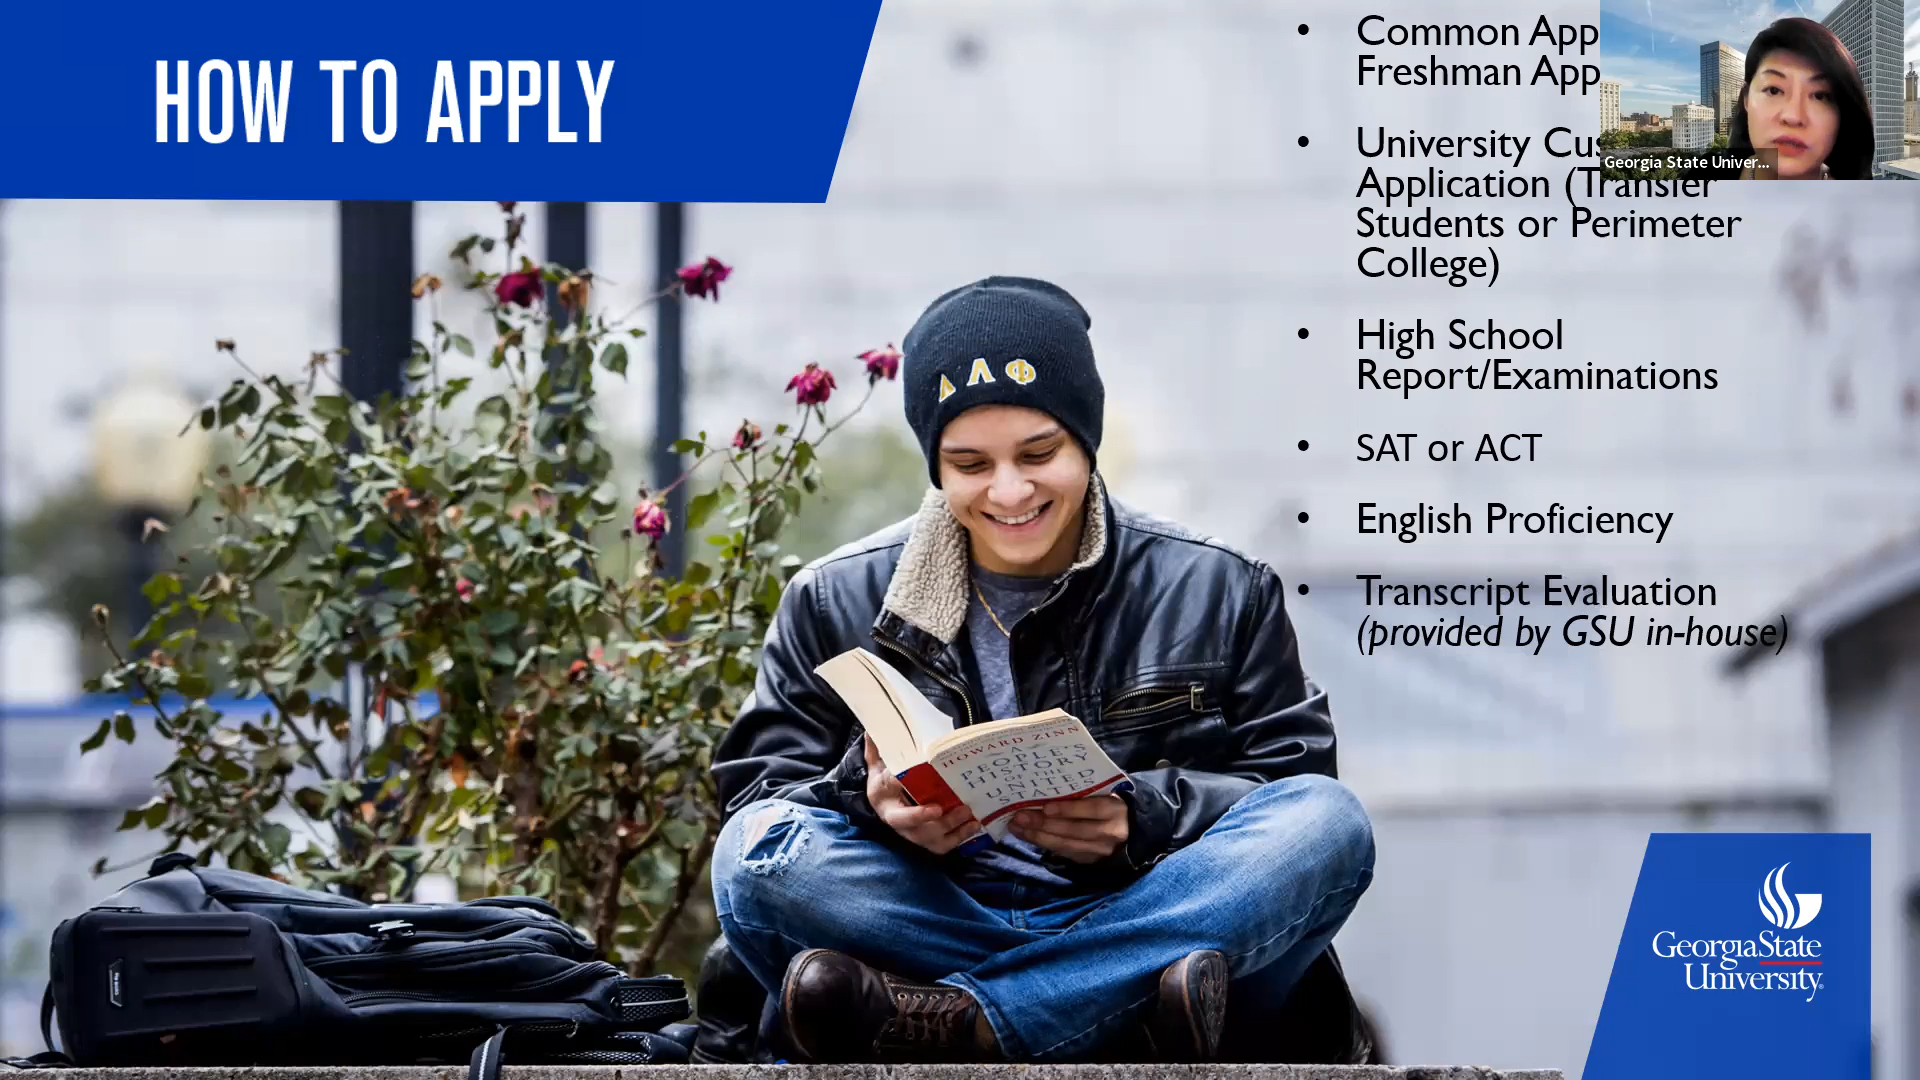 HOW TO APPLY
• Common App
Freshman App
• University Cus
Application (Transfer
Students or Perimeter
College)
• High School
Report/Examinations
• SAT or ACT
• English Proficiency
• Transcript Evaluation
(provided by GSU in-house)
Georgia State Univer...
ΔΛΦ
HOWARD ZINN
A
PEOPLE'S
HISTORY
OF THE
UNITED
STATES
GeorgiaState
University